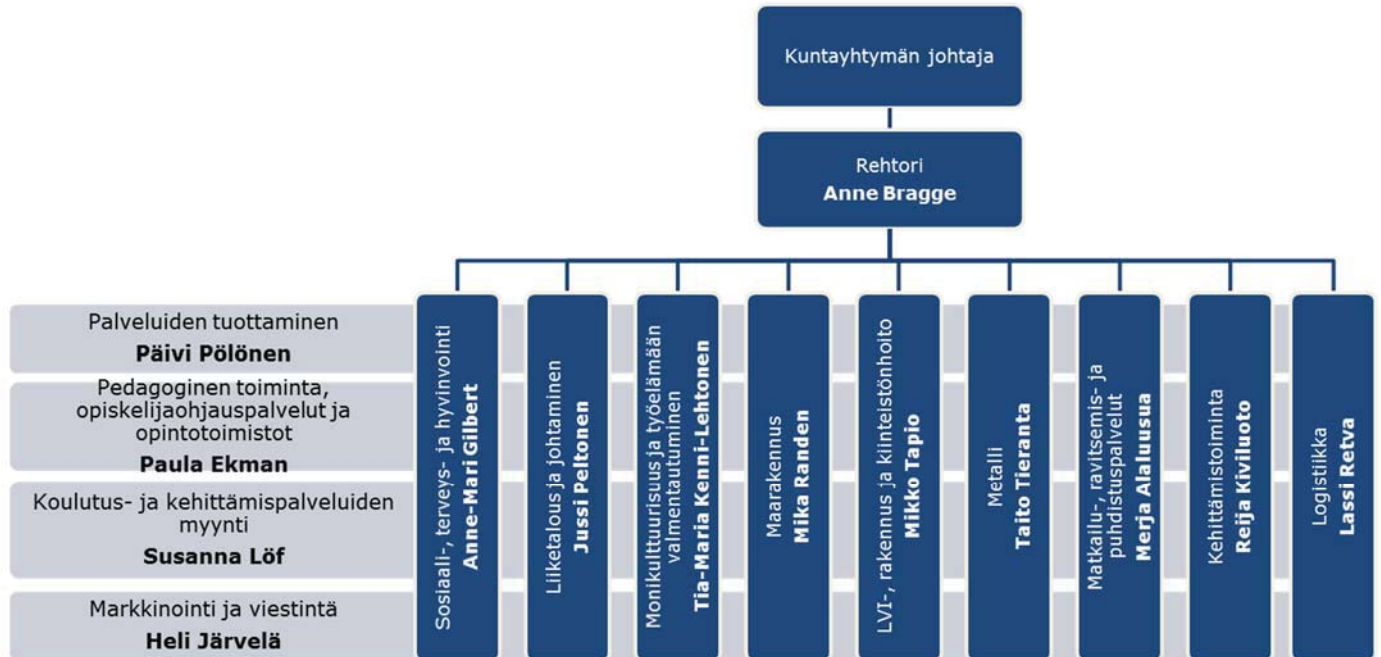 Kuntayhtymän johtaja
Rehtori
Anne Bragge
Palveluiden tuottaminen
Päivi Pölönen
Pedagoginen toiminta,
opiskelijaohjauspalvelut ja
opintotoimistot
Paula Ekman
Koulutus- ja kehittämispalveluiden
myynti
Susanna Löf
Markkinointi ja viestintä
Heli Järvelä
Sosiaali-, terveys- ja hyvinvointi
Anne-Mari Gilbert
Liiketalous ja johtaminen
Jussi Peltonen
Monikultturisuus ja työelämään
valmentautuminen
Tia-Maria Kenni-Lehtonen
Maarakennus
Mika Randen
LVI-, rakennus ja kiinteistönhoito
Mikko Tapio
Metalli
Taito Tieranta
Matkailu-, ravitsemis- ja
puhdistuspalvelut
Merja Alaluusua
Kehittämistoiminta
Reija Kiviluoto
Logistiikka
Lassi Retva